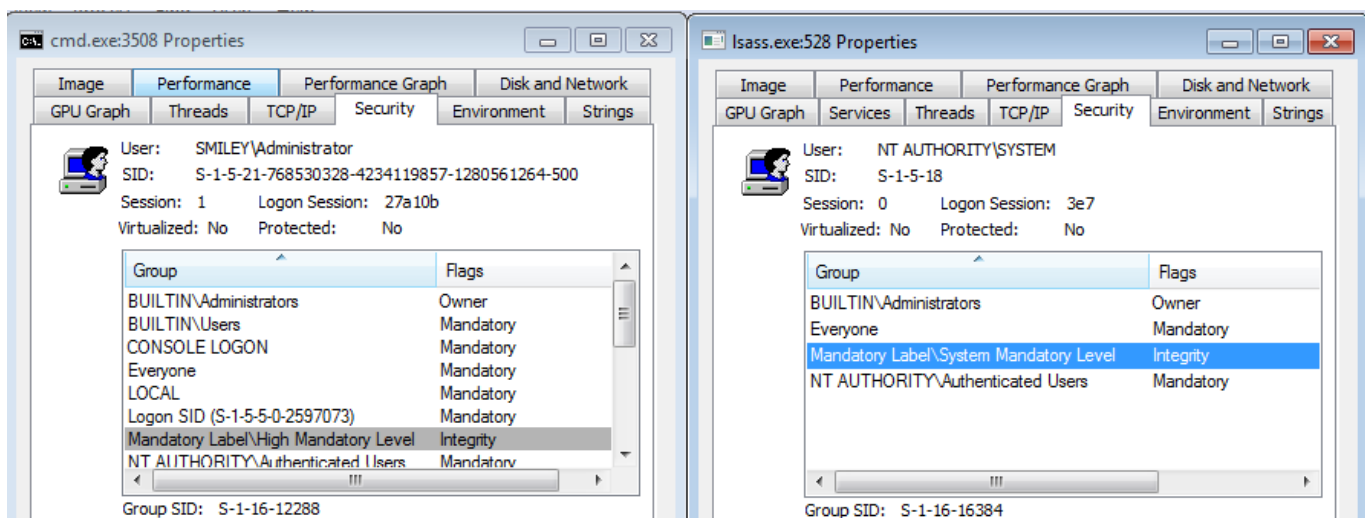 cmd.exe:3508 Properties
Image Performance Performance Graph Disk and Network
GPU Graph Threads TCP/IP Security Environment Strings
User: SMILEY\Administrator
SID: S-1-5-21-768530328-4234119857-1280561264-500
Session: 1 Logon Session: 27a10b
Virtualized: No Protected: No
Group Flags
BUILTIN\Administrators Owner
BUILTIN\Users Mandatory
CONSOLE LOGON Mandatory
Everyone Mandatory
LOCAL Mandatory
Logon SID (S-1-5-5-0-2597073) Mandatory
Mandatory Label\High Mandatory Level Integrity
NT AUTHORITY\Authenticated Users Mandatory
Group SID: S-1-16-12288
lsass.exe:528 Properties
Image Performance Performance Graph Disk and Network
GPU Graph Services Threads TCP/IP Security Environment Strings
User: NT AUTHORITY\SYSTEM
SID: S-1-5-18
Session: 0 Logon Session: 3e7
Virtualized: No Protected: No
Group Flags
BUILTIN\Administrators Owner
Everyone Mandatory
Mandatory Label\System Mandatory Level Integrity
NT AUTHORITY\Authenticated Users Mandatory
Group SID: S-1-16-16384